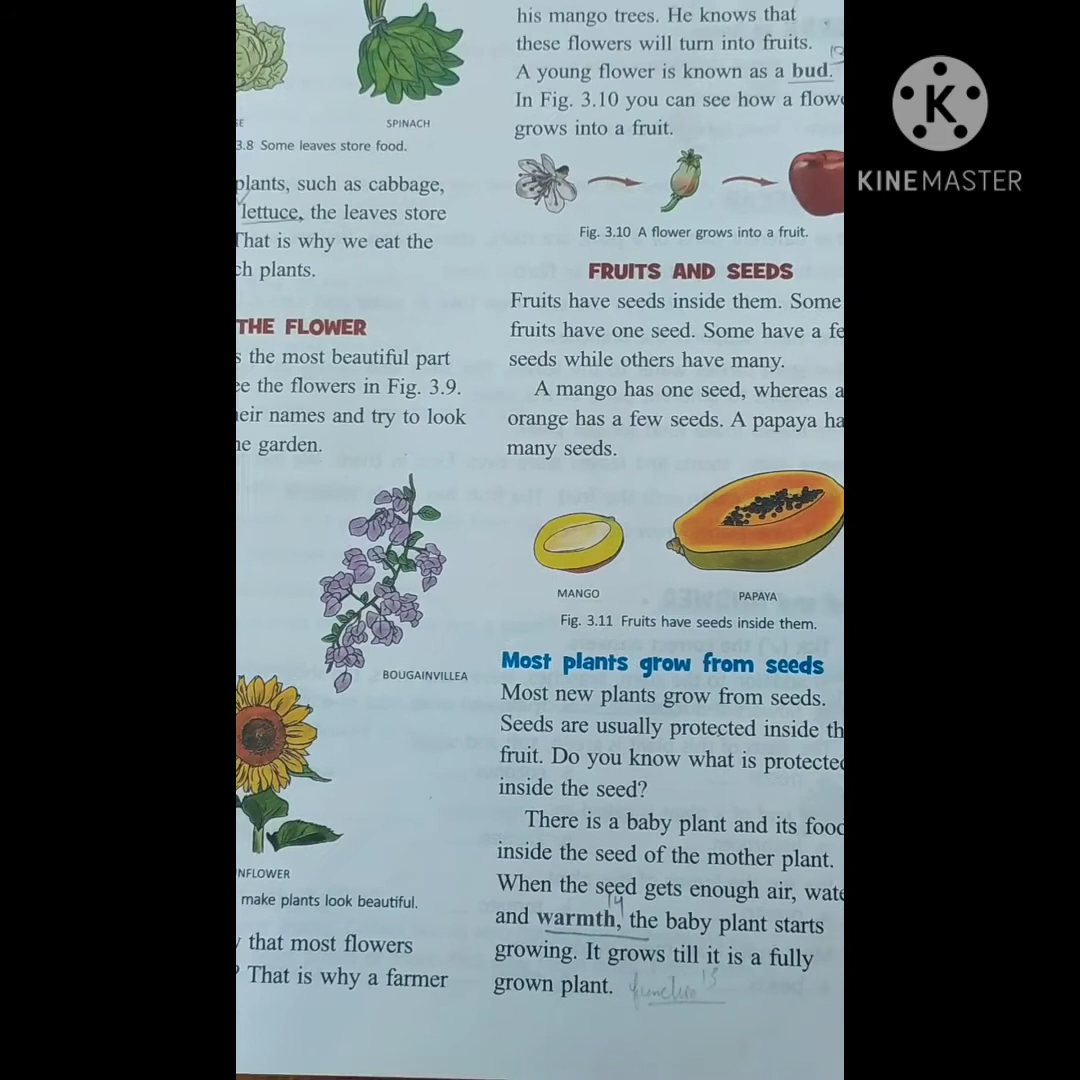 SPINACH
3.8 Some leaves store food.
plants, such as cabbage,
lettuce, the leaves store
That is why we eat the
ch plants.
THE FLOWER
s the most beautiful part
ee the flowers in Fig. 3.9.
eir names and try to look
he garden.
BOUGAINVILLEA
NFLOWER
make plants look beautiful.
y that most flowers
? That is why a farmer
his mango trees. He knows that
these flowers will turn into fruits.
A young flower is known as a bud.
In Fig. 3.10 you can see how a flowe
grows into a fruit.
Fig. 3.10 A flower grows into a fruit.
FRUITS AND SEEDS
Fruits have seeds inside them. Some
fruits have one seed. Some have a fe
seeds while others have many.
A mango has one seed, whereas a
orange has a few seeds. A papaya ha
many seeds.
MANGO
PAPAYA
Fig. 3.11 Fruits have seeds inside them.
Most plants grow from seeds
Most new plants grow from seeds.
Seeds are usually protected inside th
fruit. Do you know what is protected
inside the seed?
There is a baby plant and its food
inside the seed of the mother plant.
When the seed gets enough air, wate
14
and warmth, the baby plant starts
growing. It grows till it is a fully
grown plant.
15
K
KINEMASTER